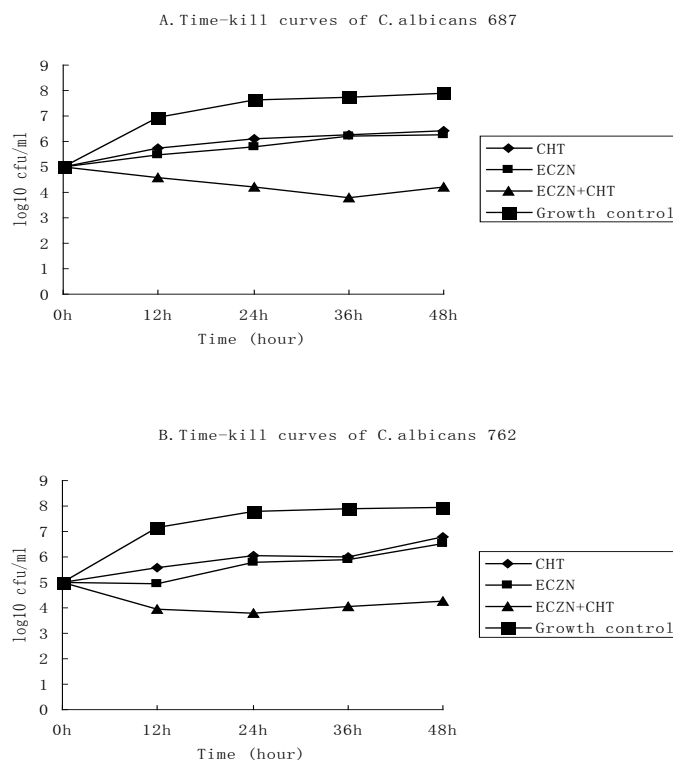 A.Time-kill curves of C.albicans 687
9
8
7
6
5
4
3
2
1
0
log10 cfu/ml
0h 12h 24h 36h 48h
Time (hour)
CHT
ECZN
ECZN+CHT
Growth control
B.Time-kill curves of C.albicans 762
9
8
7
6
5
4
3
2
1
0
log10 cfu/ml
0h 12h 24h 36h 48h
Time (hour)
CHT
ECZN
ECZN+CHT
Growth control